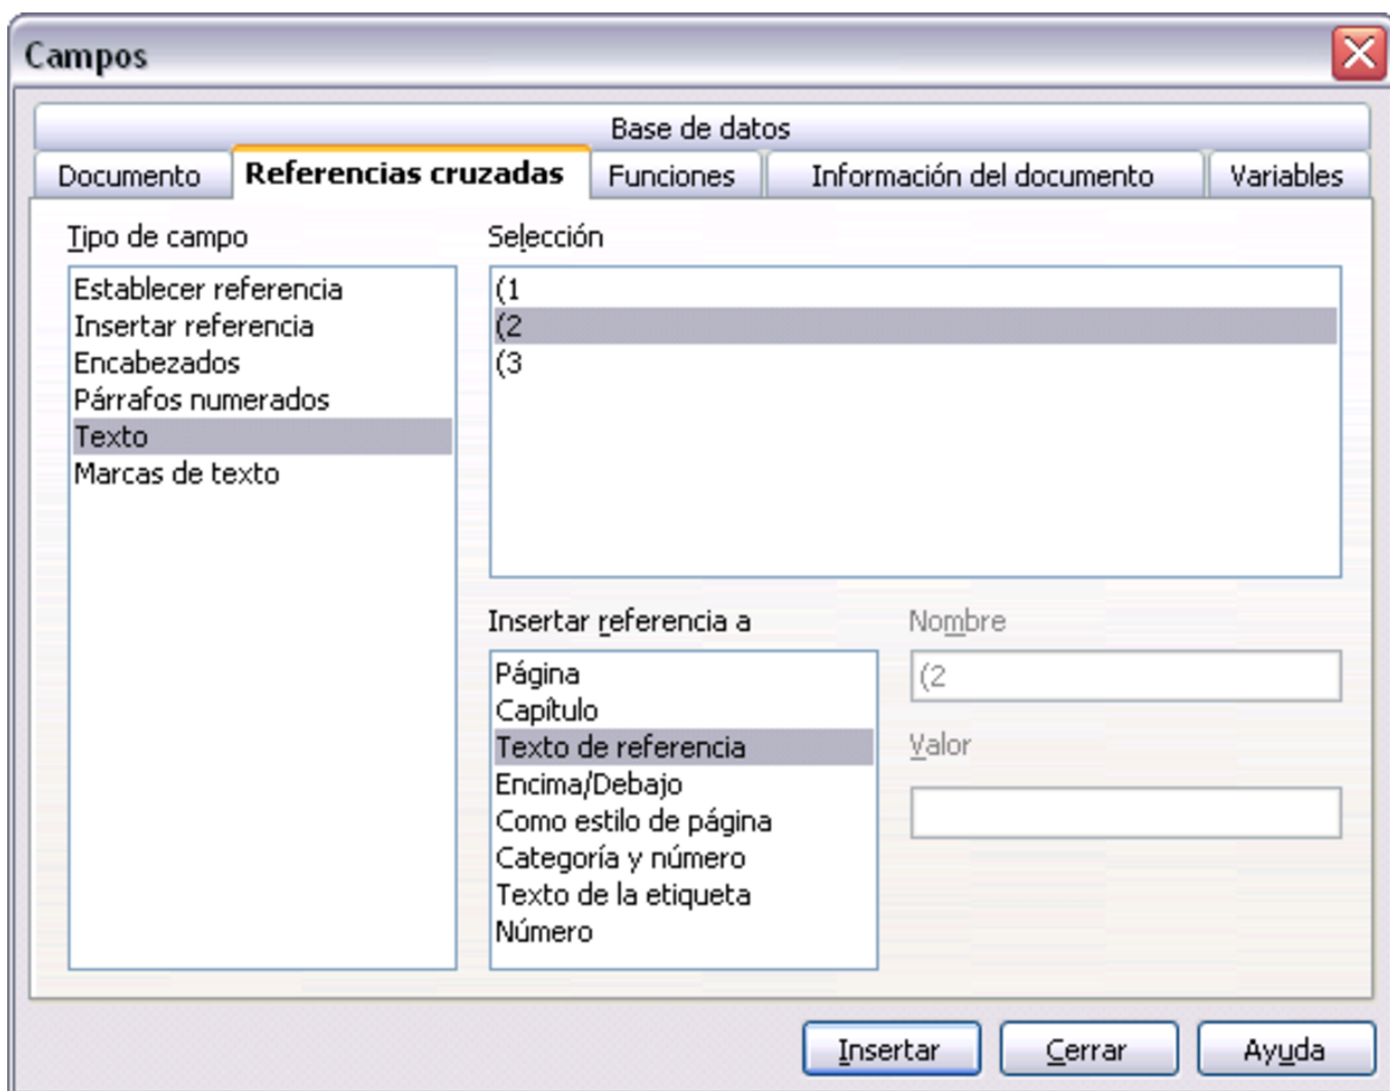 Campos
Base de datos
Documento
Referencias cruzadas
Funciones
Información del documento
Variables
Tipo de campo
Establecer referencia
Insertar referencia
Encabezados
Párrafos numerados
Texto
Marcas de texto
Selección
(1
(2
(3
Insertar referencia a
Página
Capítulo
Texto de referencia
Encima/Debajo
Como estilo de página
Categoría y número
Texto de la etiqueta
Número
Nombre
(2
Valor
Insertar
Cerrar
Ayuda